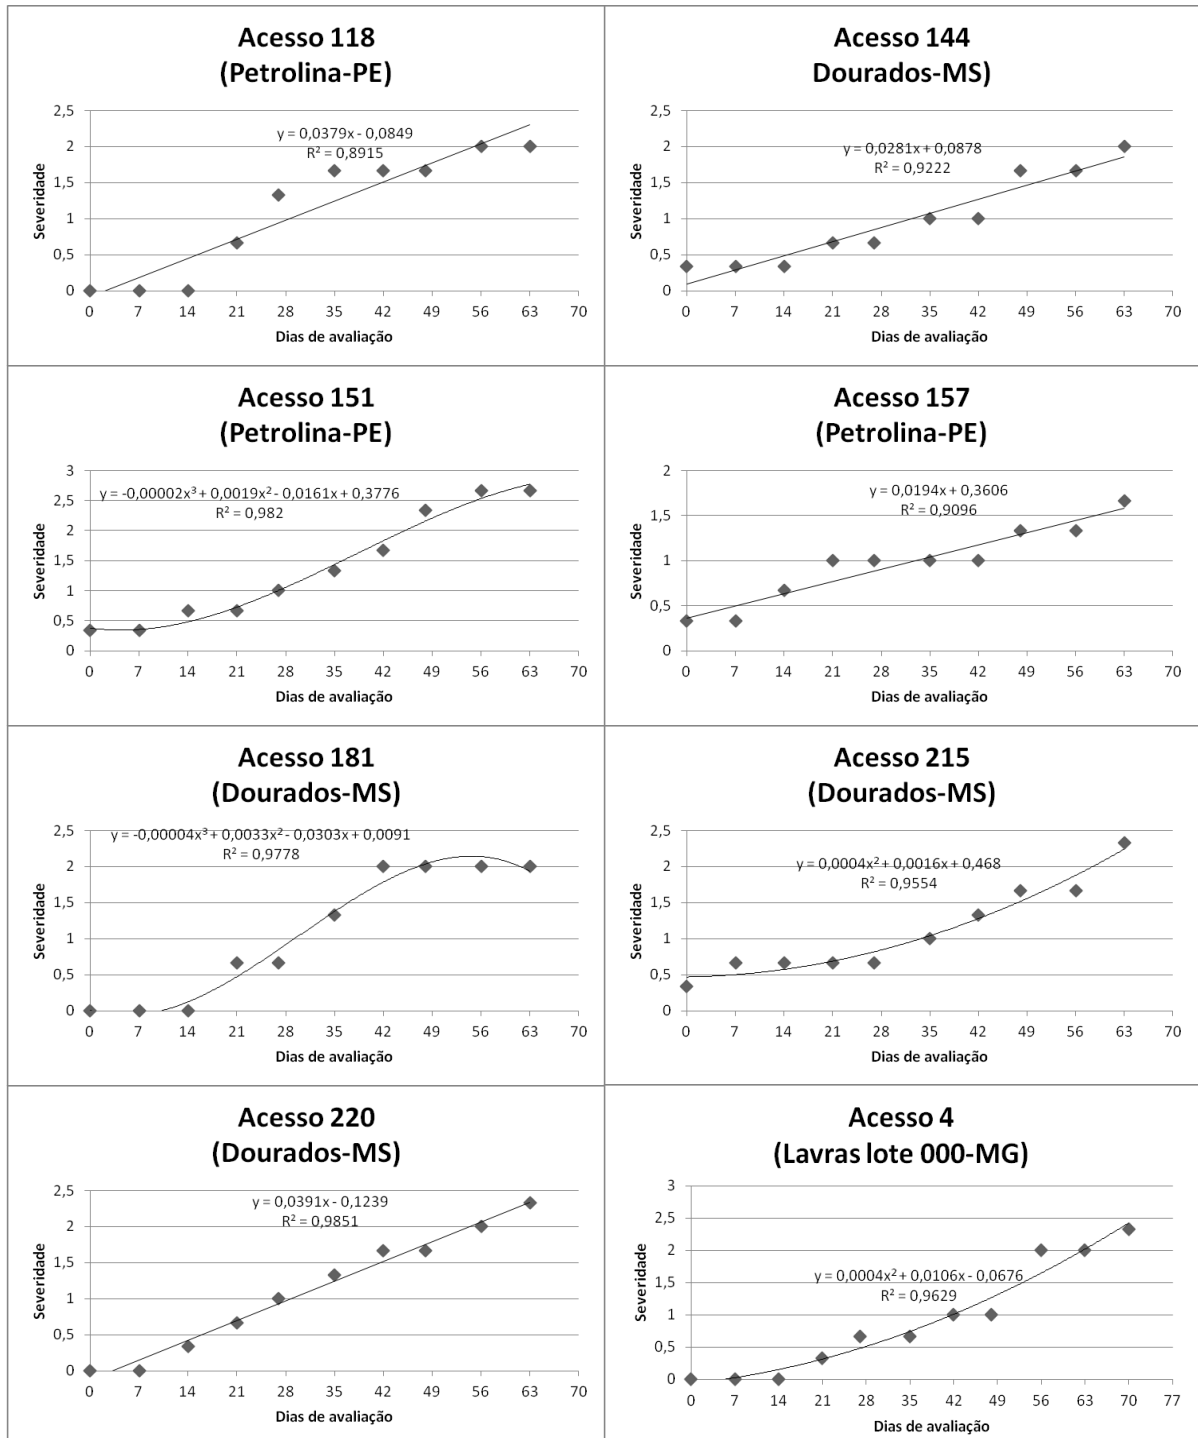 Acesso 118
(Petrolina-PE)
2,5
2
1,5
1
0,5
0
Severidade
y = 0,0379x - 0,0849
R² = 0,8915
0 7 14 21 28 35 42 49 56 63 70
Dias de avaliação
Acesso 144
Dourados-MS)
2,5
2
1,5
1
0,5
0
Severidade
y = 0,0281x + 0,0878
R² = 0,9222
0 7 14 21 28 35 42 49 56 63 70
Dias de avaliação
Acesso 151
(Petrolina-PE)
3
2,5
2
1,5
1
0,5
0
Severidade
y = -0,00002x³ + 0,0019x² - 0,0161x + 0,3776
R² = 0,982
0 7 14 21 28 35 42 49 56 63 70
Dias de avaliação
Acesso 157
(Petrolina-PE)
2
1,5
1
0,5
0
Severidade
y = 0,0194x + 0,3606
R² = 0,9096
0 7 14 21 28 35 42 49 56 63 70
Dias de avaliação
Acesso 181
(Dourados-MS)
2,5
2
1,5
1
0,5
0
Severidade
y = -0,00004x³ + 0,0033x² - 0,0303x + 0,0091
R² = 0,9778
0 7 14 21 28 35 42 49 56 63 70
Dias de avaliação
Acesso 215
(Dourados-MS)
2,5
2
1,5
1
0,5
0
Severidade
y = 0,0004x² + 0,0016x + 0,468
R² = 0,9554
0 7 14 21 28 35 42 49 56 63 70
Dias de avaliação
Acesso 220
(Dourados-MS)
2,5
2
1,5
1
0,5
0
Severidade
y = 0,0391x - 0,1239
R² = 0,9851
0 7 14 21 28 35 42 49 56 63 70
Dias de avaliação
Acesso 4
(Lavras lote 000-MG)
3
2,5
2
1,5
1
0,5
0
Severidade
y = 0,0004x² + 0,0106x - 0,0676
R² = 0,9629
0 7 14 21 28 35 42 49 56 63 70 77
Dias de avaliação